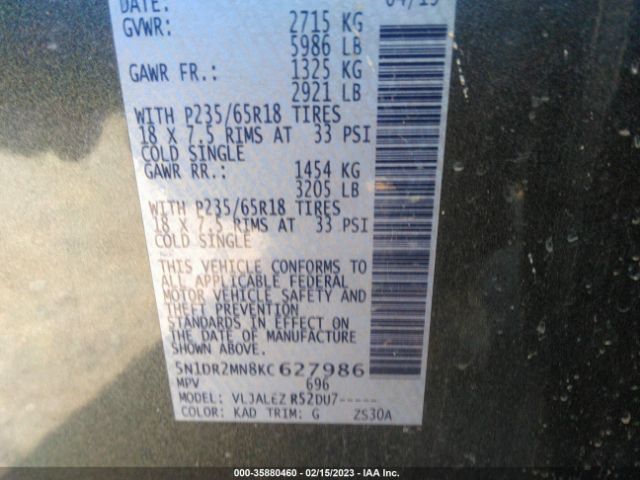 DATE: 04/19
GVWR: 2715 KG
5986 LB
GAWR FR.: 1325 KG
2921 LB
WITH P235/65R18 TIRES
18 X 7.5 RIMS AT 33 PSI
COLD SINGLE
GAWR RR.: 1454 KG
3205 LB
WITH P235/65R18 TIRES
18 X 7.5 RIMS AT 33 PSI
COLD SINGLE
THIS VEHICLE CONFORMS TO
ALL APPLICABLE FEDERAL
MOTOR VEHICLE SAFETY AND
THEFT PREVENTION
STANDARDS IN EFFECT ON
THE DATE OF MANUFACTURE
SHOWN ABOVE.
5N1DR2MN8KC627986
MPV 696
MODEL: VLJALEZ R52DU7-----
COLOR: KAD TRIM: G ZS30A
000-35880460 - 02/15/2023 - IAA Inc.